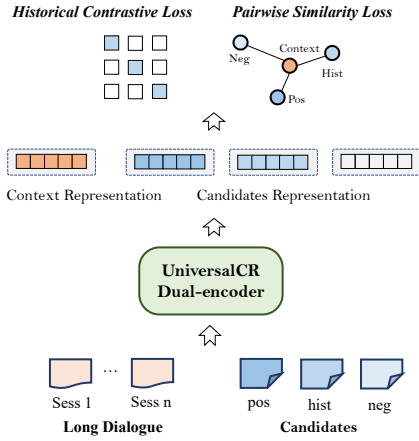 Historical Contrastive Loss
Pairwise Similarity Loss
Neg
Context
Hist
Pos
Context Representation
Candidates Representation
UniversalCR
Dual-encoder
...
Sess 1
Sess n
pos
hist
neg
Long Dialogue
Candidates